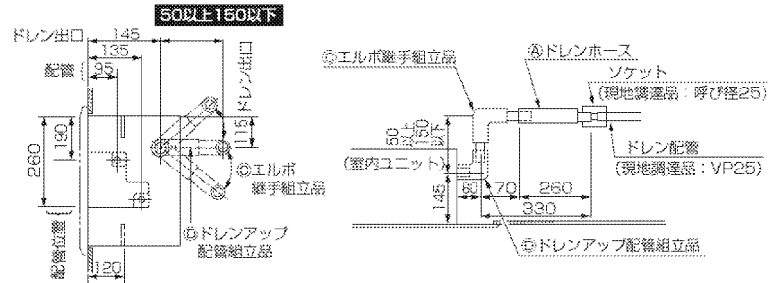 50以上150以下
ドレン出口
145
135
配管
95
ドレン出口
115
190
260
配管位置
120
Ⓒエルボ
継手組立品
Ⓓドレンアップ
配管組立品
Ⓒエルボ継手組立品
Ⓐドレンホース
ソケット
(現地調達品:呼び径25)
50以上150以下
(室内ユニット)
ドレン配管
(現地調達品:VP25)
60
70
260
330
145
Ⓓドレンアップ配管組立品